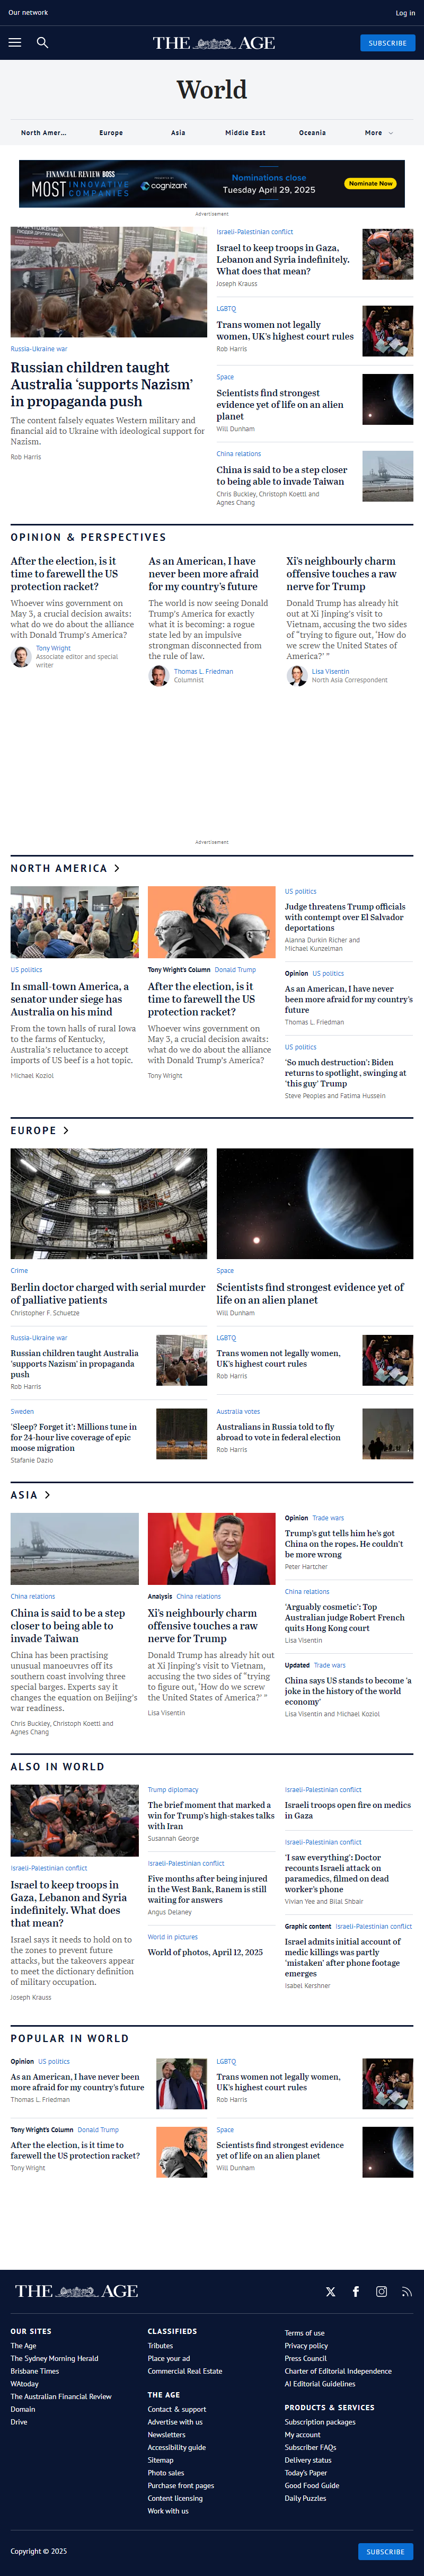 Our network
Log in
THE AGE
SUBSCRIBE
World
North Amer...
Europe
Asia
Middle East
Oceania
More
FINANCIAL REVIEW BOSS
MOST INNOVATIVE COMPANIES
cognizant
Nominations close
Tuesday April 29, 2025
Nominate Now
Advertisement
Russia-Ukraine war
Russian children taught
Australia ‘supports Nazism’
in propaganda push
The content falsely equates Western military and
financial aid to Ukraine with ideological support for
Nazism.
Rob Harris
Israeli-Palestinian conflict
Israel to keep troops in Gaza,
Lebanon and Syria indefinitely.
What does that mean?
Joseph Krauss
LGBTQ
Trans women not legally
women, UK’s highest court rules
Rob Harris
Space
Scientists find strongest
evidence yet of life on an alien
planet
Will Dunham
China relations
China is said to be a step closer
to being able to invade Taiwan
Chris Buckley, Christoph Koettl and
Agnes Chang
OPINION & PERSPECTIVES
After the election, is it
time to farewell the US
protection racket?
Whoever wins government on
May 3, a crucial decision awaits:
what do we do about the alliance
with Donald Trump’s America?
Tony Wright
Associate editor and special
writer
As an American, I have
never been more afraid
for my country’s future
The world is now seeing Donald
Trump’s America for exactly
what it is becoming: a rogue
state led by an impulsive
strongman disconnected from
the rule of law.
Thomas L. Friedman
Columnist
Xi’s neighbourly charm
offensive touches a raw
nerve for Trump
Donald Trump has already hit
out at Xi Jinping’s visit to
Vietnam, accusing the two sides
of “trying to figure out, ‘How do
we screw the United States of
America?’ ”
Lisa Visentin
North Asia Correspondent
Advertisement
NORTH AMERICA
US politics
In small-town America, a
senator under siege has
Australia on his mind
From the town halls of rural Iowa
to the farms of Kentucky,
Australia’s reluctance to accept
imports of US beef is a hot topic.
Michael Koziol
Tony Wright’s Column Donald Trump
After the election, is it
time to farewell the US
protection racket?
Whoever wins government on
May 3, a crucial decision awaits:
what do we do about the alliance
with Donald Trump’s America?
Tony Wright
US politics
Judge threatens Trump officials
with contempt over El Salvador
deportations
Alanna Durkin Richer and
Michael Kunzelman
Opinion US politics
As an American, I have never
been more afraid for my country’s
future
Thomas L. Friedman
US politics
‘So much destruction’: Biden
returns to spotlight, swinging at
‘this guy’ Trump
Steve Peoples and Fatima Hussein
EUROPE
Crime
Berlin doctor charged with serial murder
of palliative patients
Christopher F. Schuetze
Space
Scientists find strongest evidence yet of
life on an alien planet
Will Dunham
Russia-Ukraine war
Russian children taught Australia
‘supports Nazism’ in propaganda
push
Rob Harris
LGBTQ
Trans women not legally women,
UK’s highest court rules
Rob Harris
Sweden
‘Sleep? Forget it’: Millions tune in
for 24-hour live coverage of epic
moose migration
Stefanie Dazio
Australia votes
Australians in Russia told to fly
abroad to vote in federal election
Rob Harris
ASIA
China relations
China is said to be a step
closer to being able to
invade Taiwan
China has been practising
unusual manoeuvres off its
southern coast involving three
special barges. Experts say it
changes the equation on Beijing’s
war readiness.
Chris Buckley, Christoph Koettl and
Agnes Chang
Analysis China relations
Xi’s neighbourly charm
offensive touches a raw
nerve for Trump
Donald Trump has already hit out
at Xi Jinping’s visit to Vietnam,
accusing the two sides of “trying
to figure out, ‘How do we screw
the United States of America?’ ”
Lisa Visentin
Opinion Trade wars
Trump’s gut tells him he’s got
China on the ropes. He couldn’t
be more wrong
Peter Hartcher
China relations
‘Arguably cosmetic’: Top
Australian judge Robert French
quits Hong Kong court
Lisa Visentin
Updated Trade wars
China says US stands to become ‘a
joke in the history of the world
economy’
Lisa Visentin and Michael Koziol
ALSO IN WORLD
Israeli-Palestinian conflict
Israel to keep troops in
Gaza, Lebanon and Syria
indefinitely. What does
that mean?
Israel says it needs to hold on to
the zones to prevent future
attacks, but the takeovers appear
to meet the dictionary definition
of military occupation.
Joseph Krauss
Trump diplomacy
The brief moment that marked a
win for Trump’s high-stakes talks
with Iran
Susannah George
Israeli-Palestinian conflict
Five months after being injured
in the West Bank, Ranem is still
waiting for answers
Angus Delaney
World in pictures
World of photos, April 12, 2025
Israeli-Palestinian conflict
Israeli troops open fire on medics
in Gaza
Israeli-Palestinian conflict
‘I saw everything’: Doctor
recounts Israeli attack on
paramedics, filmed on dead
worker’s phone
Vivian Yee and Bilal Shbair
Graphic content Israeli-Palestinian conflict
Israel admits initial account of
medic killings was partly
‘mistaken’ after phone footage
emerges
Isabel Kershner
POPULAR IN WORLD
Opinion US politics
As an American, I have never been
more afraid for my country’s future
Thomas L. Friedman
LGBTQ
Trans women not legally women,
UK’s highest court rules
Rob Harris
Tony Wright’s Column Donald Trump
After the election, is it time to
farewell the US protection racket?
Tony Wright
Space
Scientists find strongest evidence
yet of life on an alien planet
Will Dunham
THE AGE
OUR SITES
The Age
The Sydney Morning Herald
Brisbane Times
WAtoday
The Australian Financial Review
Domain
Drive
CLASSIFIEDS
Tributes
Place your ad
Commercial Real Estate
THE AGE
Contact & support
Advertise with us
Newsletters
Accessibility guide
Sitemap
Photo sales
Purchase front pages
Content licensing
Work with us
Terms of use
Privacy policy
Press Council
Charter of Editorial Independence
AI Editorial Guidelines
PRODUCTS & SERVICES
Subscription packages
My account
Subscriber FAQs
Delivery status
Today’s Paper
Good Food Guide
Daily Puzzles
Copyright © 2025
SUBSCRIBE